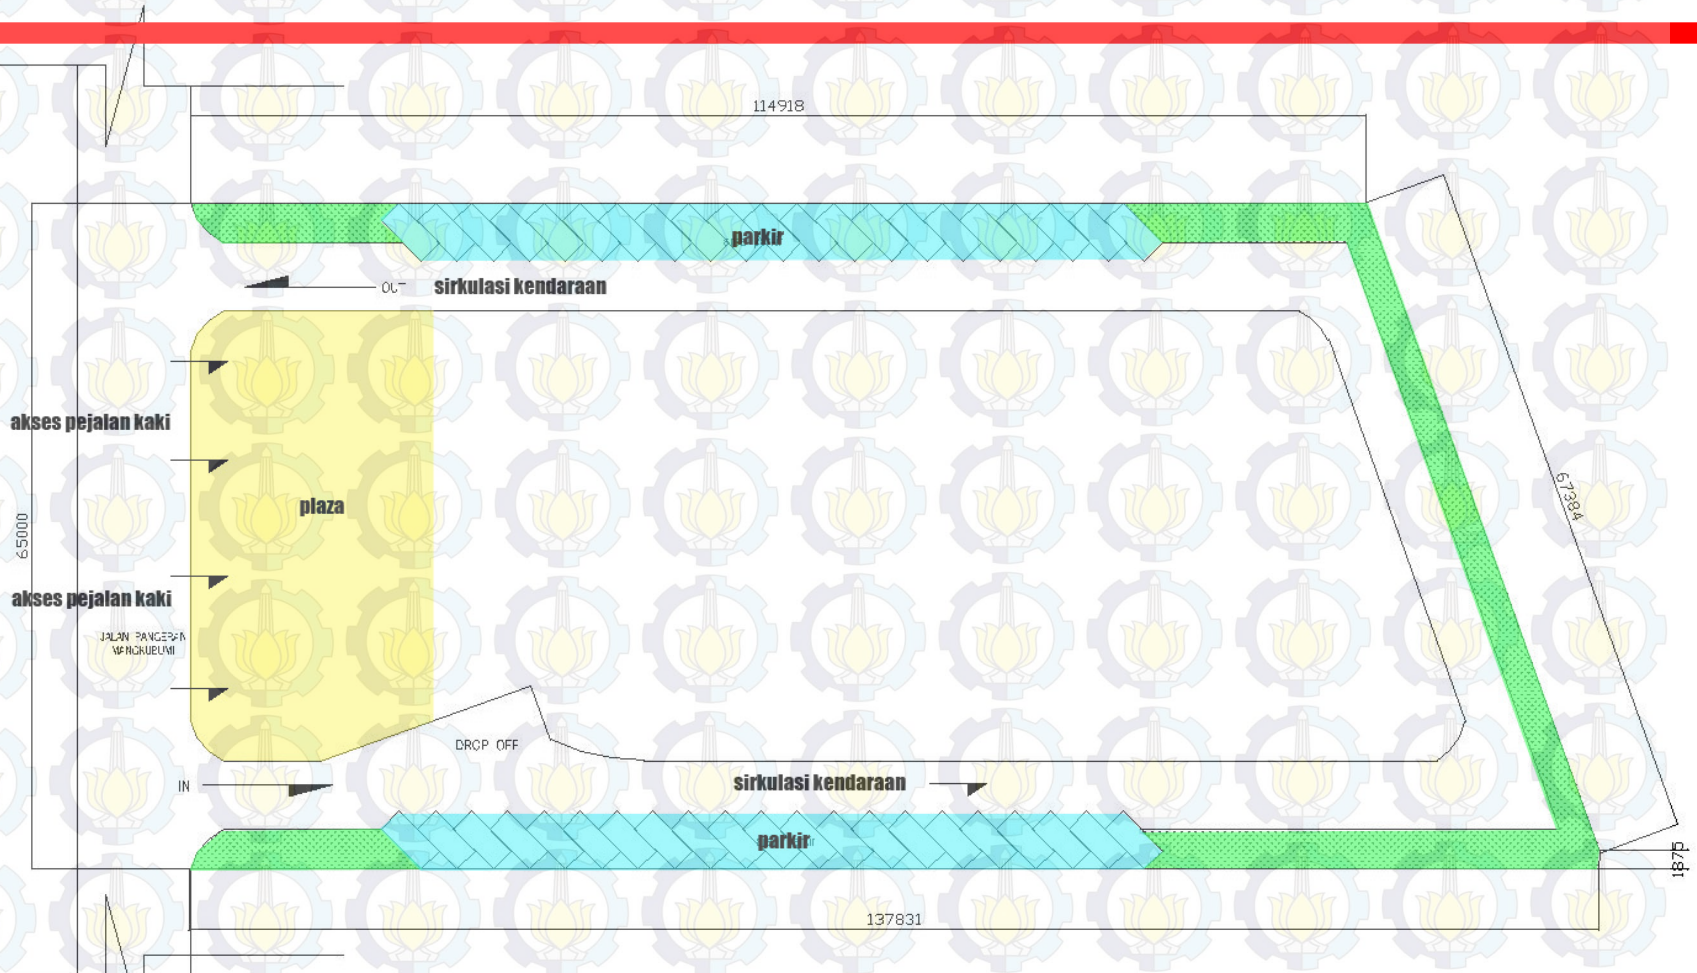 114918
parkir
OUT sirkulasi kendaraan
akses pejalan kaki
plaza
67384
65000
akses pejalan kaki
JALAN PANGERAN
MANGKUBUMI
DROP OFF
IN
sirkulasi kendaraan
parkir
1875
137831